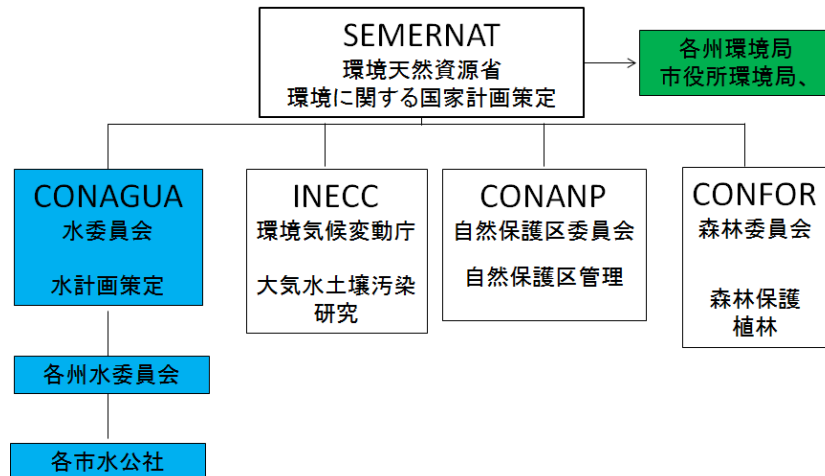 SEMERNAT
環境天然資源省
環境に関する国家計画策定
各州環境局
市役所環境局、
CONAGUA
水委員会
水計画策定
INECC
環境気候変動庁
大気水土壌汚染
研究
CONANP
自然保護区委員会
自然保護区管理
CONFOR
森林委員会
森林保護
植林
各州水委員会
各市水公社